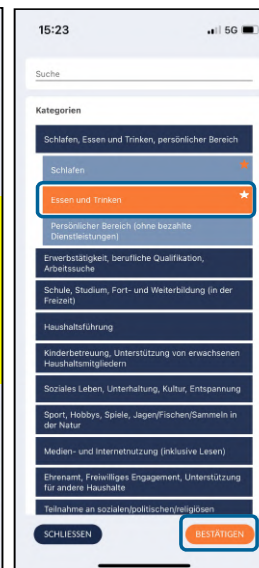 15:23
5G
Suche
Kategorien
Schlafen, Essen und Trinken, persönlicher Bereich
Schlafen
Essen und Trinken
Persönlicher Bereich (ohne bezahlte
Dienstleistungen)
Erwerbstätigkeit, berufliche Qualifikation,
Arbeitssuche
Schule, Studium, Fort- und Weiterbildung (in der
Freizeit)
Haushaltsführung
Kinderbetreuung, Unterstützung von erwachsenen
Haushaltsmitgliedern
Soziales Leben, Unterhaltung, Kultur, Entspannung
Sport, Hobbys, Spiele, Jagen/Fischen/Sammeln in
der Natur
Medien- und Internetnutzung (inklusive Lesen)
Ehrenamt, Freiwilliges Engagement, Unterstützung
für andere Haushalte
Teilnahme an sozialen/politischen/religiösen
SCHLIESSEN
BESTÄTIGEN